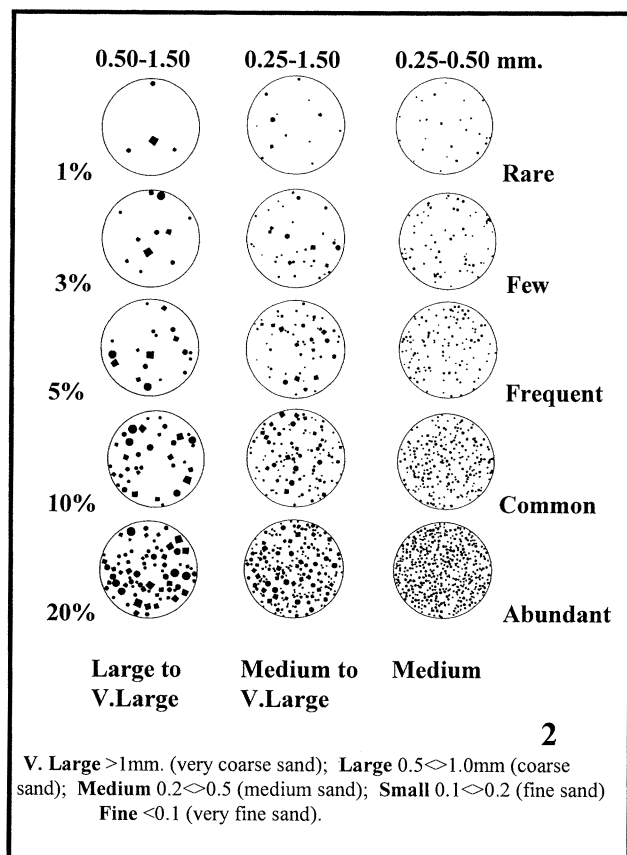 0.50-1.50 0.25-1.50 0.25-0.50 mm.
1% Rare
3% Few
5% Frequent
10% Common
20% Abundant
Large to Medium to Medium
V.Large V.Large
2
V. Large >1mm. (very coarse sand); Large 0.5<>1.0mm (coarse
sand); Medium 0.2<>0.5 (medium sand); Small 0.1<>0.2 (fine sand)
Fine <0.1 (very fine sand).